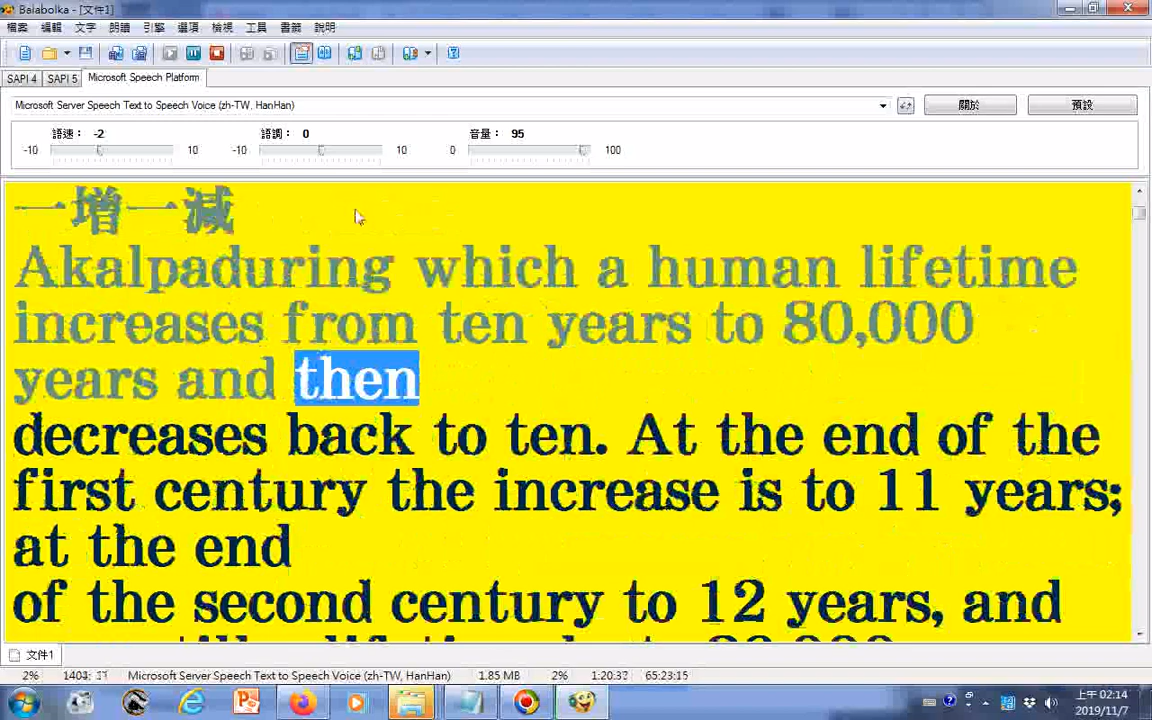 Balabolka - [文件1]
檔案 編輯 文字 朗讀 引擎 選項 檢視 工具 書籤 說明
SAPI 4 SAPI 5 Microsoft Speech Platform
Microsoft Server Speech Text to Speech Voice (zh-TW, HanHan) 關於 預設
語速： -2 語調： 0 音量： 95
-10 10 -10 10 0 100
一增一減
Akalpaduring which a human lifetime
increases from ten years to 80,000
years and then
decreases back to ten. At the end of the
first century the increase is to 11 years;
at the end
of the second century to 12 years, and
文件1
2% Microsoft Server Speech Text to Speech Voice (zh-TW, HanHan) 1.85 MB 2% 1:20:37 65:23:15
上午 02:14
2019/11/7